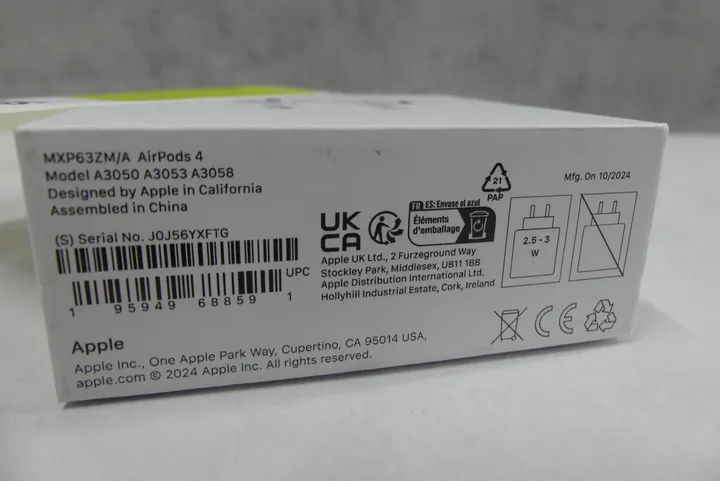 MXP63ZM/A AirPods 4
Model A3050 A3053 A3058
Designed by Apple in California
Assembled in China
(S) Serial No. J0J56YXFTG
UPC
1 95949 68859 1
Apple
Apple Inc., One Apple Park Way, Cupertino, CA 95014 USA,
apple.com © 2024 Apple Inc. All rights reserved.
UK
CA
FR ES: Envase al azul
Éléments
d'emballage
Apple UK Ltd., 2 Furzeground Way
Stockley Park, Middlesex, UB11 1BB
Apple Distribution International Ltd.
Hollyhill Industrial Estate, Cork, Ireland
21
PAP
Mfg. On 10/2024
2.5 - 3
W
CE